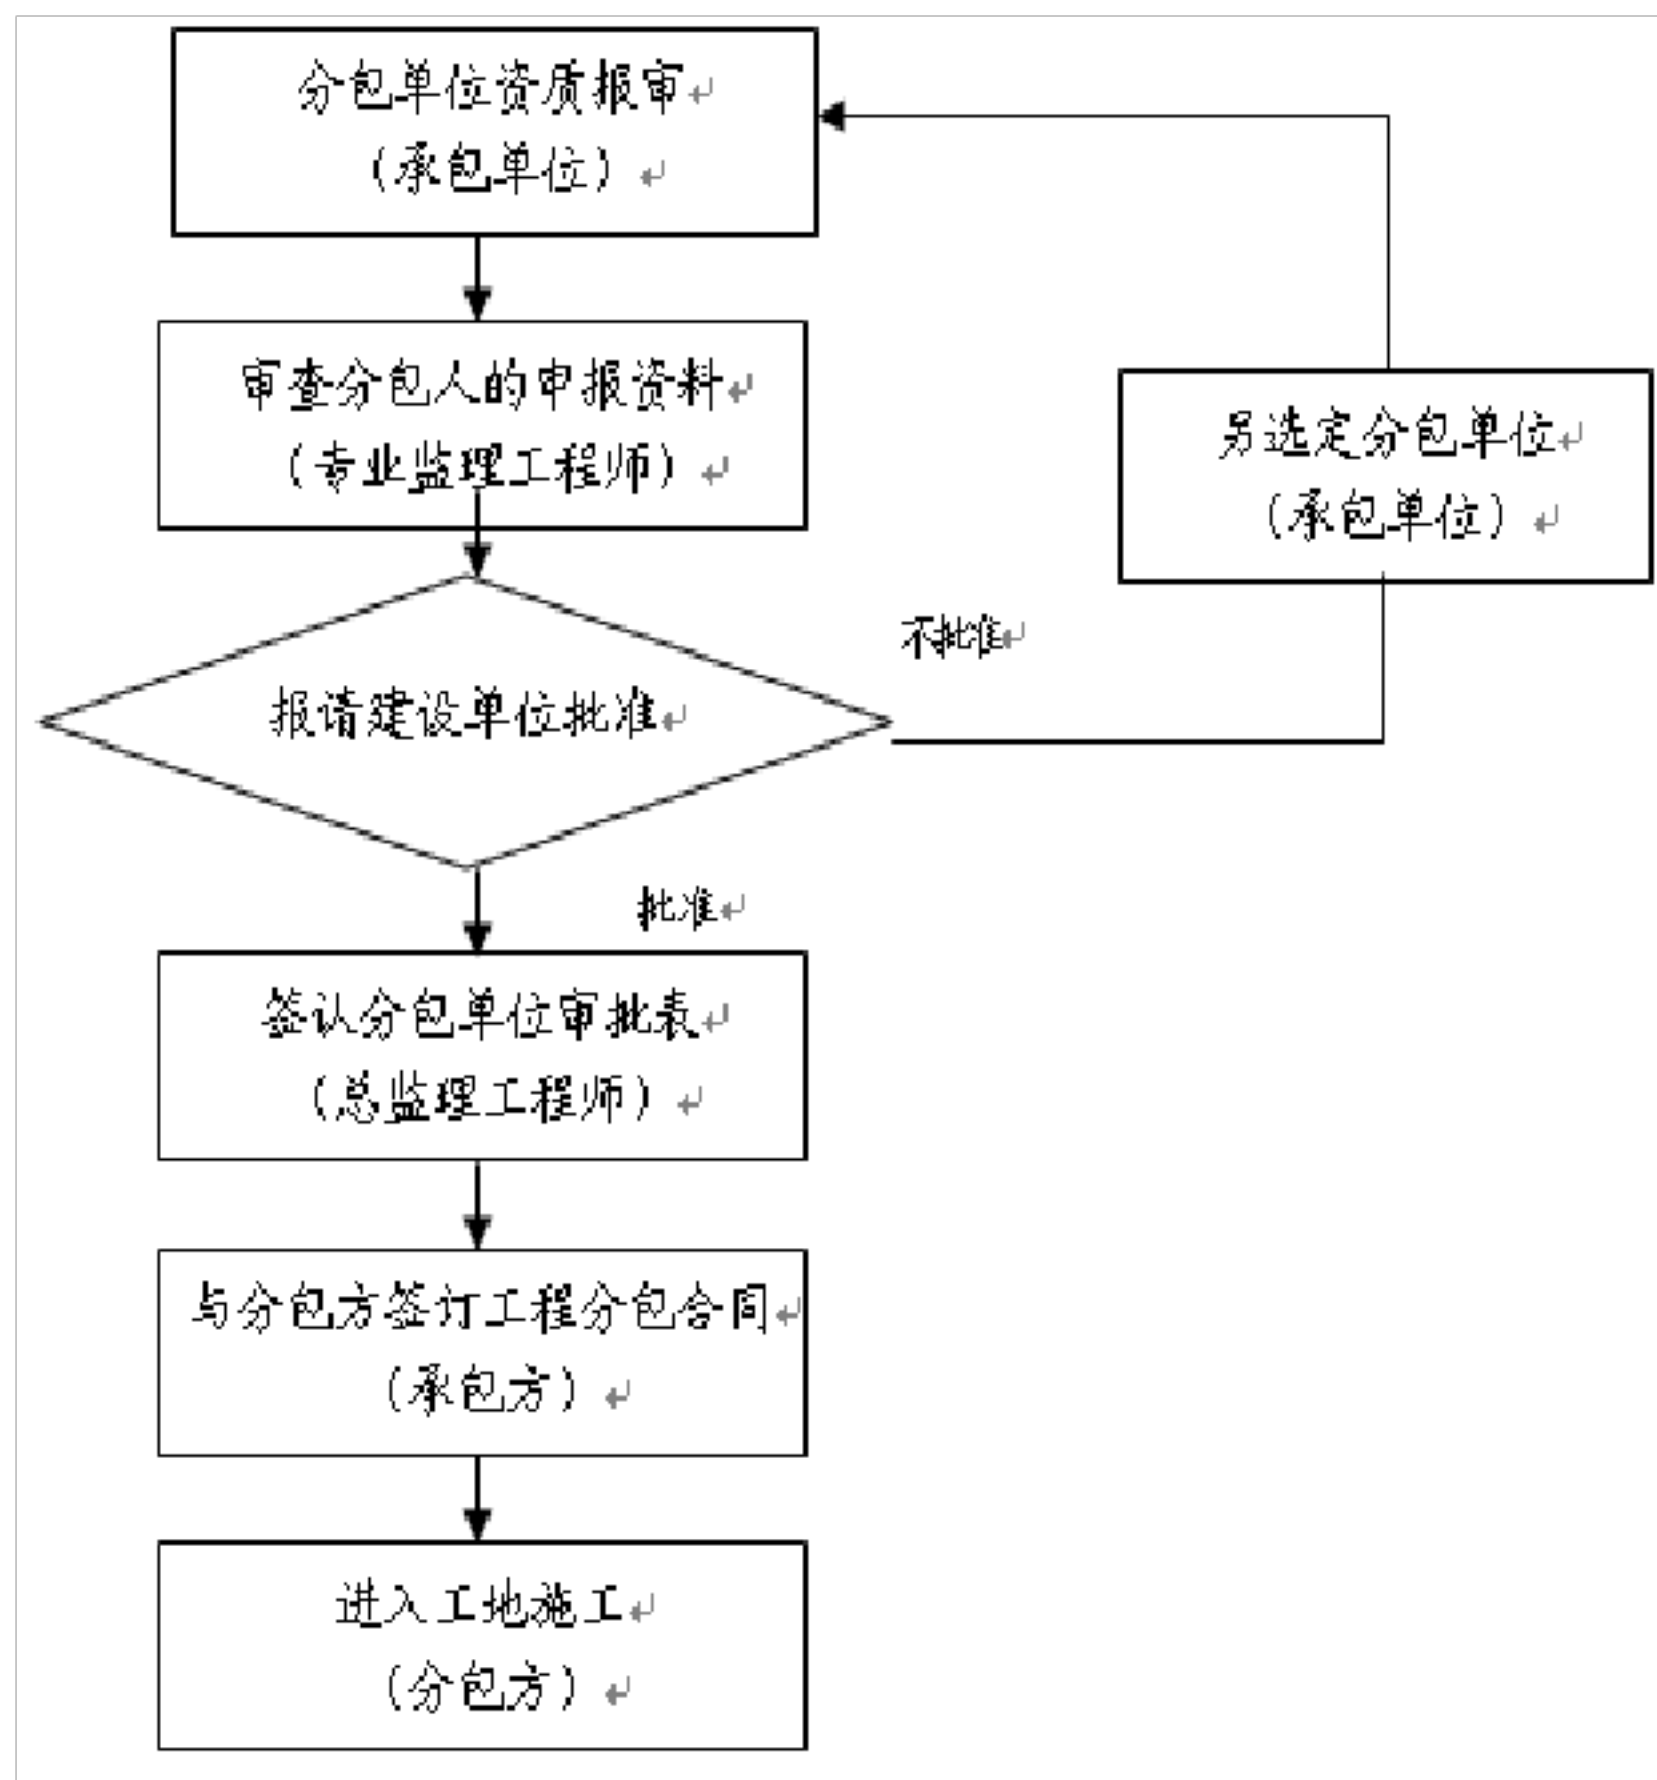 分包单位资质报审
（承包单位）
审查分包人的申报资料
（专业监理工程师）
另选定分包单位
（承包单位）
不批准
报请建设单位批准
批准
签认分包单位审批表
（总监理工程师）
与分包方签订工程分包合同
（承包方）
进入工地施工
（分包方）